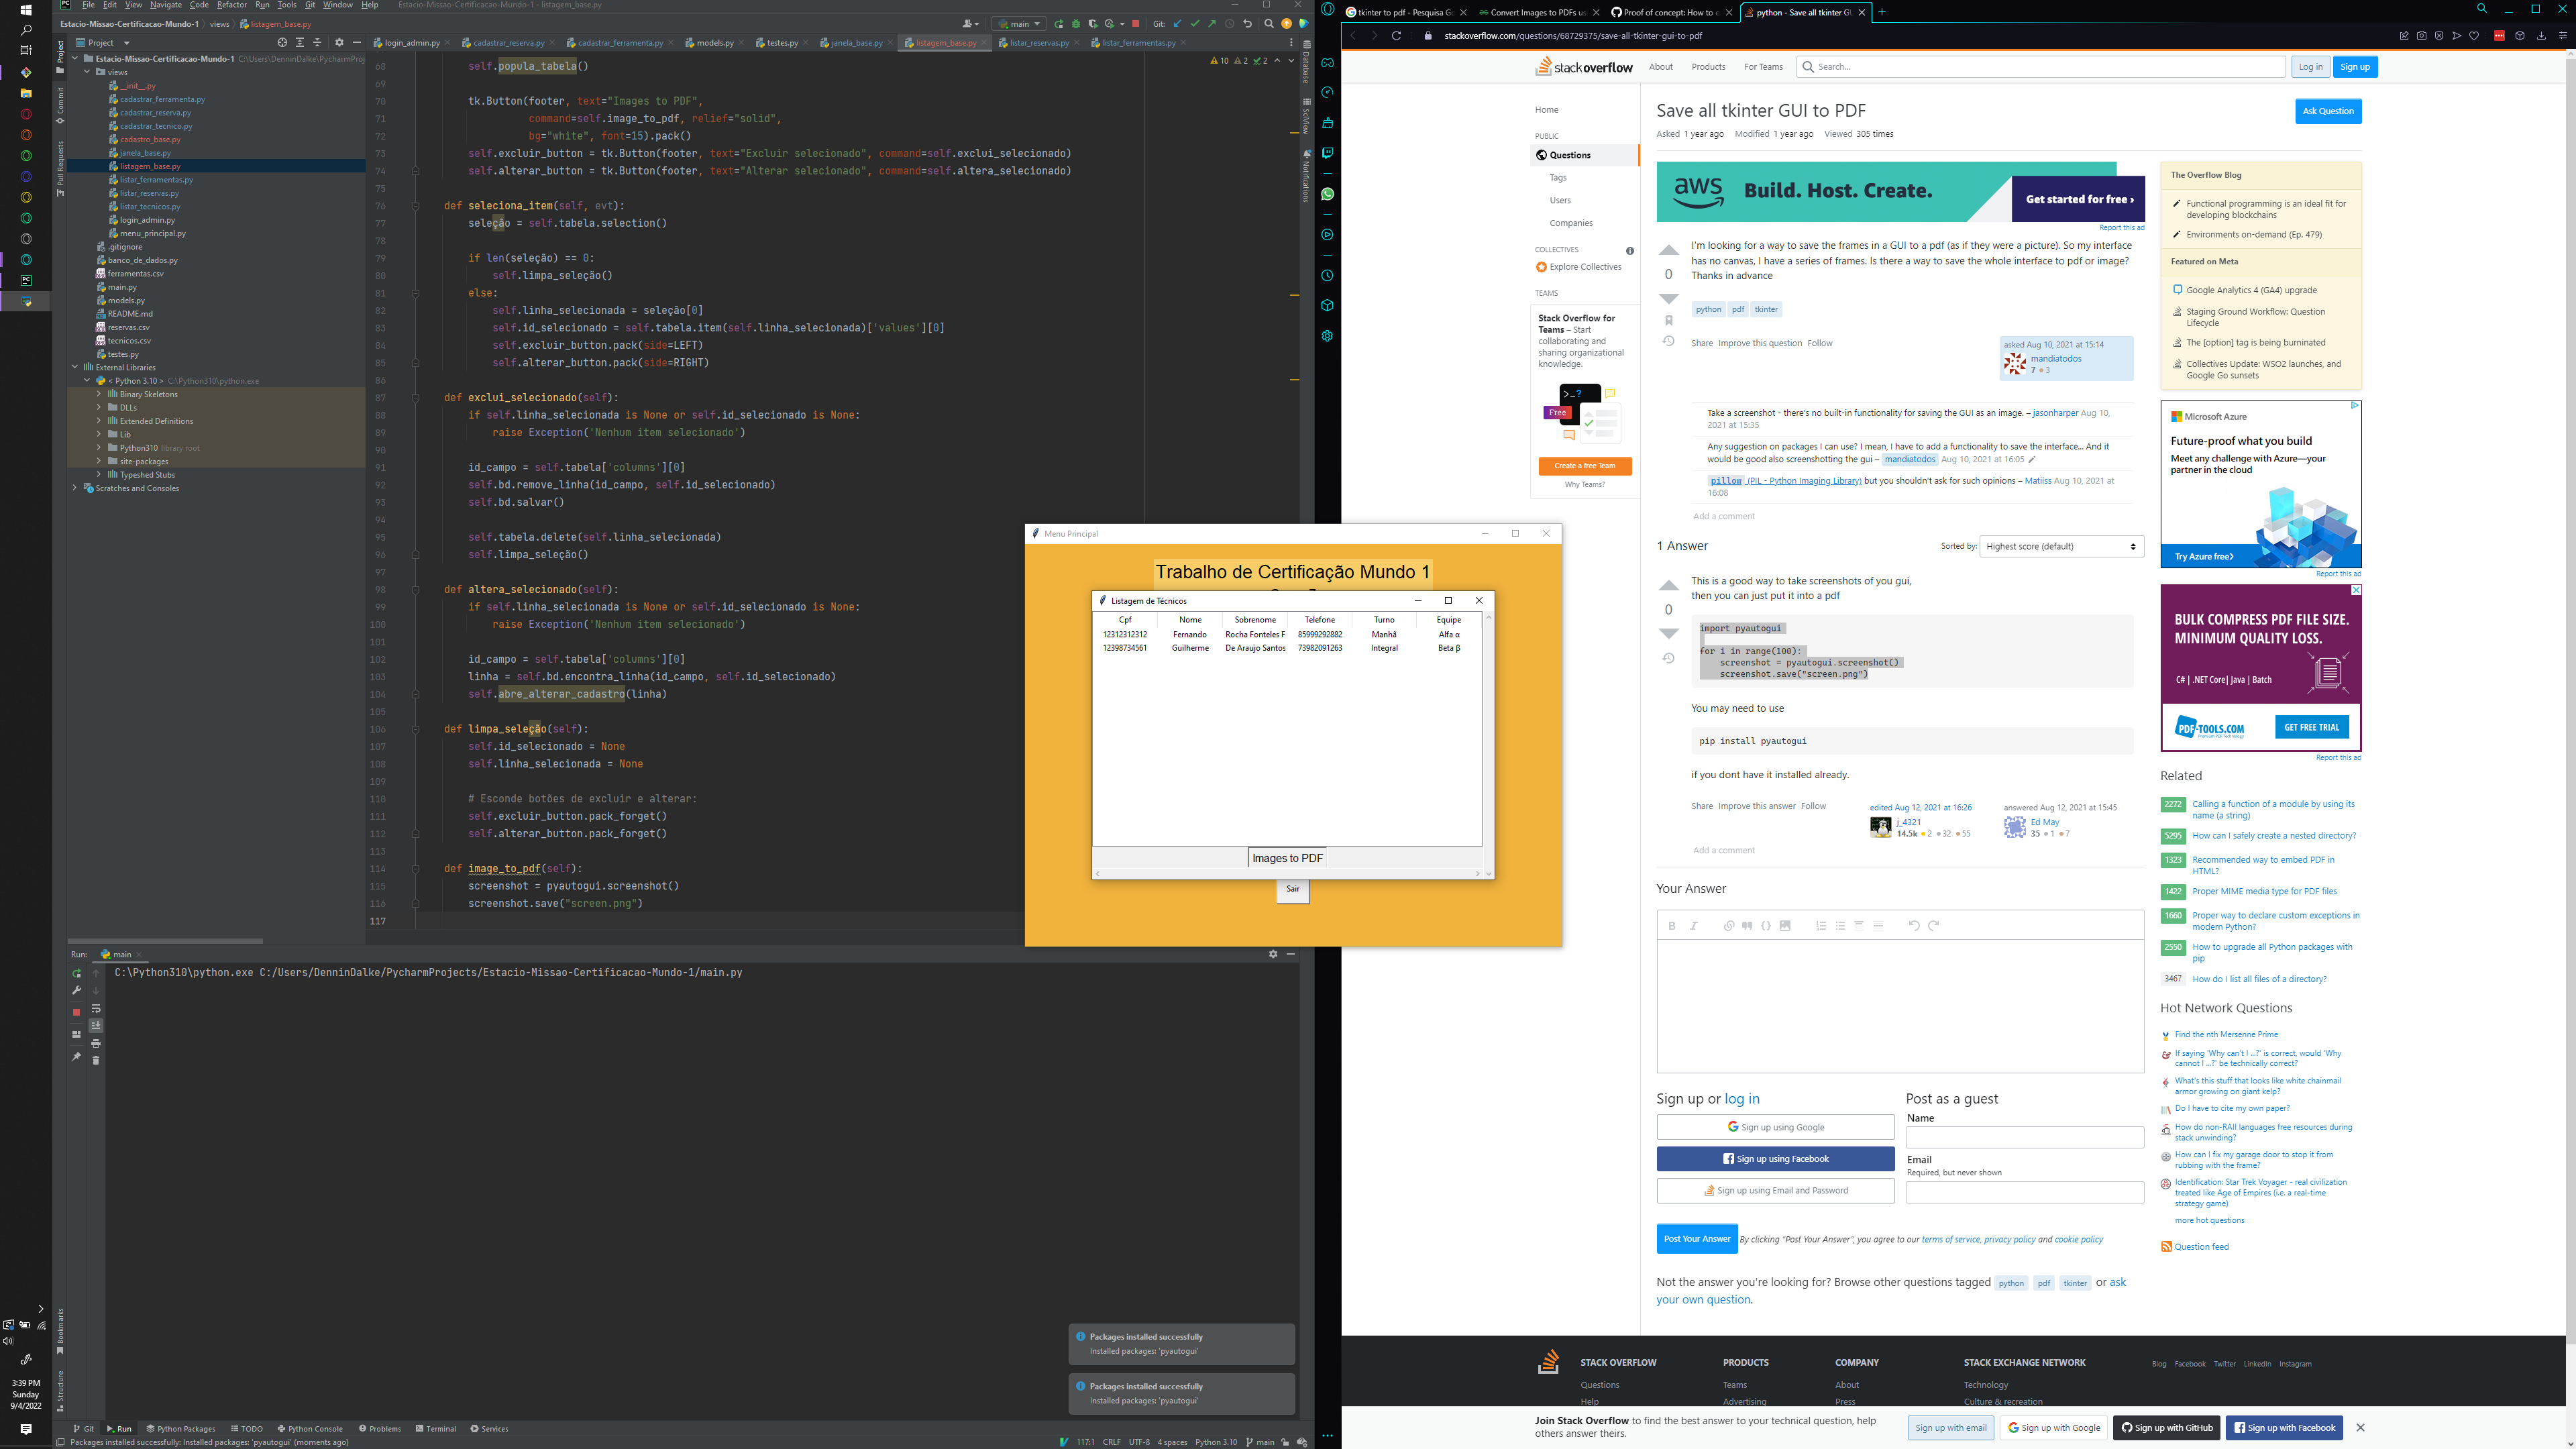 File Edit View Navigate Code Refactor Run Tools Git Window Help Estacio-Missao-Certificacao-Mundo-1 - listagem_base.py
Estacio-Missao-Certificacao-Mundo-1 views listagem_base.py main Git:
Project
login_admin.py cadastrar_reserva.py cadastrar_ferramenta.py models.py testes.py janela_base.py listagem_base.py listar_reservas.py listar_ferramentas.py
Project
Commit
Pull Requests
Bookmarks
Structure
Database
SciView
Notifications
Estacio-Missao-Certificacao-Mundo-1 C:\Users\DenninDalke\PycharmProj
views
__init__.py
cadastrar_ferramenta.py
cadastrar_reserva.py
cadastrar_tecnico.py
cadastro_base.py
janela_base.py
listagem_base.py
listar_ferramentas.py
listar_reservas.py
listar_tecnicos.py
login_admin.py
menu_principal.py
.gitignore
banco_de_dados.py
ferramentas.csv
main.py
models.py
README.md
reservas.csv
tecnicos.csv
testes.py
External Libraries
< Python 3.10 > C:\Python310\python.exe
Binary Skeletons
DLLs
Extended Definitions
Lib
Python310 library root
site-packages
Typeshed Stubs
Scratches and Consoles
10 2 2
68 self.popula_tabela()
69
70 tk.Button(footer, text="Images to PDF",
71 command=self.image_to_pdf, relief="solid",
72 bg="white", font=15).pack()
73 self.excluir_button = tk.Button(footer, text="Excluir selecionado", command=self.exclui_selecionado)
74 self.alterar_button = tk.Button(footer, text="Alterar selecionado", command=self.altera_selecionado)
75
76 def seleciona_item(self, evt):
77 seleção = self.tabela.selection()
78
79 if len(seleção) == 0:
80 self.limpa_seleção()
81 else:
82 self.linha_selecionada = seleção[0]
83 self.id_selecionado = self.tabela.item(self.linha_selecionada)['values'][0]
84 self.excluir_button.pack(side=LEFT)
85 self.alterar_button.pack(side=RIGHT)
86
87 def exclui_selecionado(self):
88 if self.linha_selecionada is None or self.id_selecionado is None:
89 raise Exception('Nenhum item selecionado')
90
91 id_campo = self.tabela['columns'][0]
92 self.bd.remove_linha(id_campo, self.id_selecionado)
93 self.bd.salvar()
94
95 self.tabela.delete(self.linha_selecionada)
96 self.limpa_seleção()
97
98 def altera_selecionado(self):
99 if self.linha_selecionada is None or self.id_selecionado is None:
100 raise Exception('Nenhum item selecionado')
101
102 id_campo = self.tabela['columns'][0]
103 linha = self.bd.encontra_linha(id_campo, self.id_selecionado)
104 self.abre_alterar_cadastro(linha)
105
106 def limpa_seleção(self):
107 self.id_selecionado = None
108 self.linha_selecionada = None
109
110 # Esconde botões de excluir e alterar:
111 self.excluir_button.pack_forget()
112 self.alterar_button.pack_forget()
113
114 def image_to_pdf(self):
115 screenshot = pyautogui.screenshot()
116 screenshot.save("screen.png")
117
Menu Principal
Trabalho de Certificação Mundo 1
Listagem de Técnicos
Cpf Nome Sobrenome Telefone Turno Equipe
12312312312 Fernando Rocha Fonteles F 85999292882 Manhã Alfa α
12398734561 Guilherme De Araujo Santos 73982091263 Integral Beta β
Images to PDF
Sair
Run: main
C:\Python310\python.exe C:/Users/DenninDalke/PycharmProjects/Estacio-Missao-Certificacao-Mundo-1/main.py
Packages installed successfully
Installed packages: 'pyautogui'
Packages installed successfully
Installed packages: 'pyautogui'
Git Run Python Packages TODO Python Console Problems Terminal Services
Packages installed successfully: Installed packages: 'pyautogui' (moments ago) 117:1 CRLF UTF-8 4 spaces Python 3.10 main
3:39 PM
Sunday
9/4/2022
tkinter to pdf - Pesquisa Go Convert Images to PDFs us Proof of concept: How to e python - Save all tkinter GU
stackoverflow.com/questions/68729375/save-all-tkinter-gui-to-pdf
stack overflow About Products For Teams Search... Log in Sign up
Home
PUBLIC
Questions
Tags
Users
Companies
COLLECTIVES
Explore Collectives
TEAMS
Stack Overflow for
Teams – Start
collaborating and
sharing organizational
knowledge.
Free
Create a free Team
Why Teams?
Save all tkinter GUI to PDF
Ask Question
Asked 1 year ago Modified 1 year ago Viewed 305 times
aws Build. Host. Create. Get started for free ›
Report this ad
0
I'm looking for a way to save the frames in a GUI to a pdf (as if they were a picture). So my interface
has no canvas, I have a series of frames. Is there a way to save the whole interface to pdf or image?
Thanks in advance
python pdf tkinter
Share Improve this question Follow
asked Aug 10, 2021 at 15:14
mandiatodos
7 3
Take a screenshot - there's no built-in functionality for saving the GUI as an image. – jasonharper Aug 10,
2021 at 15:35
Any suggestion on packages I can use? I mean, I have to add a functionality to save the interface... And it
would be good also screenshotting the gui – mandiatodos Aug 10, 2021 at 16:05
pillow (PIL - Python Imaging Library) but you shouldn't ask for such opinions – Matiiss Aug 10, 2021 at
16:08
Add a comment
1 Answer
Sorted by: Highest score (default)
0
This is a good way to take screenshots of you gui,
then you can just put it into a pdf
import pyautogui
for i in range(100):
screenshot = pyautogui.screenshot()
screenshot.save("screen.png")
You may need to use
pip install pyautogui
if you dont have it installed already.
Share Improve this answer Follow
edited Aug 12, 2021 at 16:26
j_4321
14.5k 2 32 55
answered Aug 12, 2021 at 15:45
Ed May
35 1 7
Add a comment
Your Answer
Sign up or log in
Sign up using Google
Sign up using Facebook
Sign up using Email and Password
Post as a guest
Name
Email
Required, but never shown
Post Your Answer By clicking “Post Your Answer”, you agree to our terms of service, privacy policy and cookie policy
Not the answer you're looking for? Browse other questions tagged python pdf tkinter or ask
your own question.
The Overflow Blog
Functional programming is an ideal fit for
developing blockchains
Environments on-demand (Ep. 479)
Featured on Meta
Google Analytics 4 (GA4) upgrade
Staging Ground Workflow: Question
Lifecycle
The [option] tag is being burninated
Collectives Update: WSO2 launches, and
Google Go sunsets
Microsoft Azure
Future-proof what you build
Meet any challenge with Azure—your
partner in the cloud
Try Azure free>
Report this ad
BULK COMPRESS PDF FILE SIZE.
MINIMUM QUALITY LOSS.
C# | .NET Core| Java | Batch
PDF-TOOLS.COM
GET FREE TRIAL
Report this ad
Related
2272 Calling a function of a module by using its
name (a string)
5295 How can I safely create a nested directory?
1323 Recommended way to embed PDF in
HTML?
1422 Proper MIME media type for PDF files
1660 Proper way to declare custom exceptions in
modern Python?
2550 How to upgrade all Python packages with
pip
3467 How do I list all files of a directory?
Hot Network Questions
Find the nth Mersenne Prime
If saying 'Why can't I ...?' is correct, would 'Why
cannot I ...?' be technically correct?
What's this stuff that looks like white chainmail
armor growing on giant kelp?
Do I have to cite my own paper?
How do non-RAII languages free resources during
stack unwinding?
How can I fix my garage door to stop it from
rubbing with the frame?
Identification: Star Trek Voyager - real civilization
treated like Age of Empires (i.e. a real-time
strategy game)
more hot questions
Question feed
STACK OVERFLOW PRODUCTS COMPANY STACK EXCHANGE NETWORK Blog Facebook Twitter LinkedIn Instagram
Questions Teams About Technology
Help Advertising Press Culture & recreation
Join Stack Overflow to find the best answer to your technical question, help
others answer theirs.
Sign up with email Sign up with Google Sign up with GitHub Sign up with Facebook